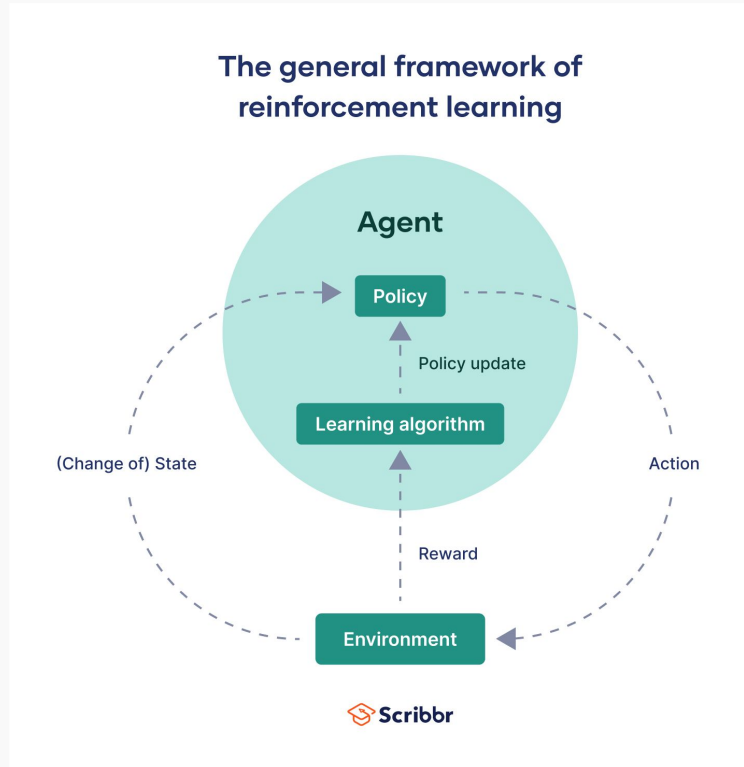 The general framework of
reinforcement learning
Agent
Policy
Policy update
Learning algorithm
(Change of) State
Action
Reward
Environment
Scribbr